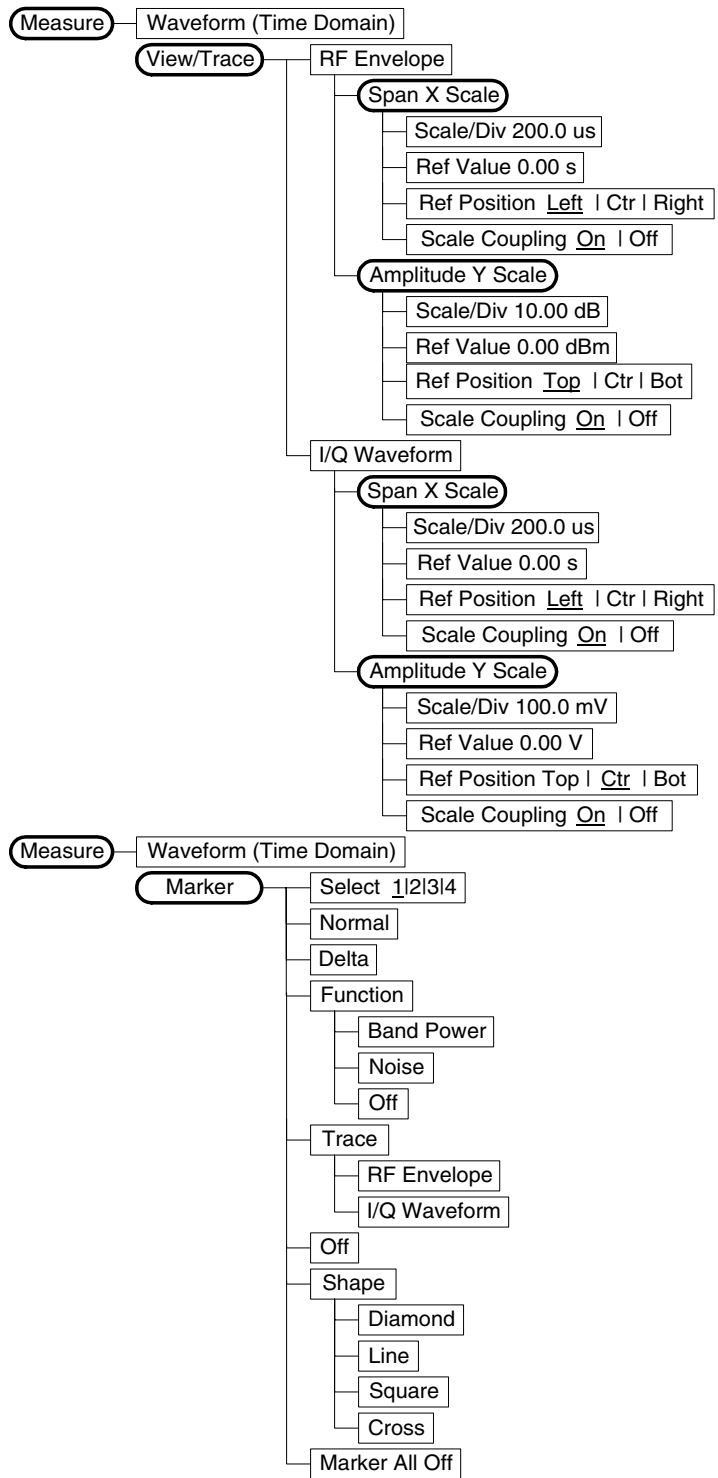 Measure Waveform (Time Domain)
View/Trace RF Envelope
Span X Scale
Scale/Div 200.0 us
Ref Value 0.00 s
Ref Position Left | Ctr | Right
Scale Coupling On | Off
Amplitude Y Scale
Scale/Div 10.00 dB
Ref Value 0.00 dBm
Ref Position Top | Ctr | Bot
Scale Coupling On | Off
I/Q Waveform
Span X Scale
Scale/Div 200.0 us
Ref Value 0.00 s
Ref Position Left | Ctr | Right
Scale Coupling On | Off
Amplitude Y Scale
Scale/Div 100.0 mV
Ref Value 0.00 V
Ref Position Top | Ctr | Bot
Scale Coupling On | Off
Measure Waveform (Time Domain)
Marker Select 1|2|3|4
Normal
Delta
Function
Band Power
Noise
Off
Trace
RF Envelope
I/Q Waveform
Off
Shape
Diamond
Line
Square
Cross
Marker All Off